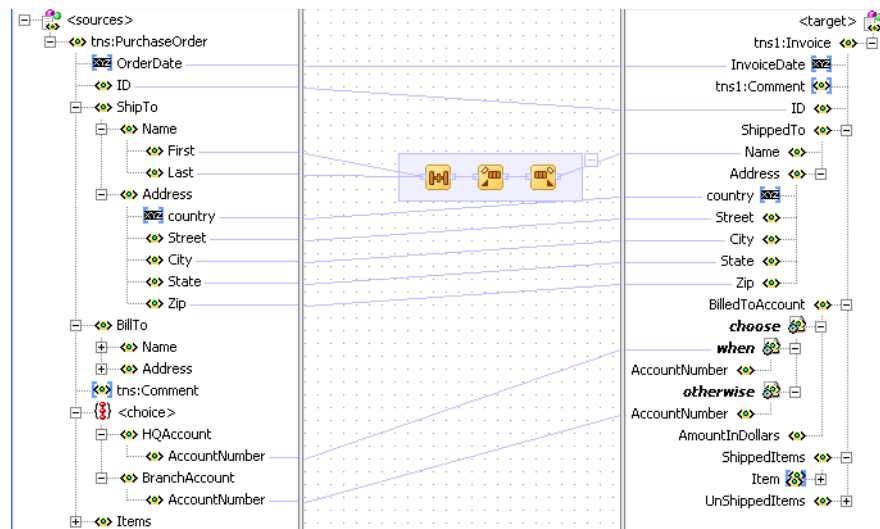 <sources>
tns:PurchaseOrder
OrderDate
ID
ShipTo
Name
First
Last
Address
country
Street
City
State
Zip
BillTo
Name
Address
tns:Comment
<choice>
HQAccount
AccountNumber
BranchAccount
AccountNumber
Items
<target>
tns1:Invoice
InvoiceDate
tns1:Comment
ID
ShippedTo
Name
Address
country
Street
City
State
Zip
BilledToAccount
choose
when
AccountNumber
otherwise
AccountNumber
AmountInDollars
ShippedItems
Item
UnShippedItems